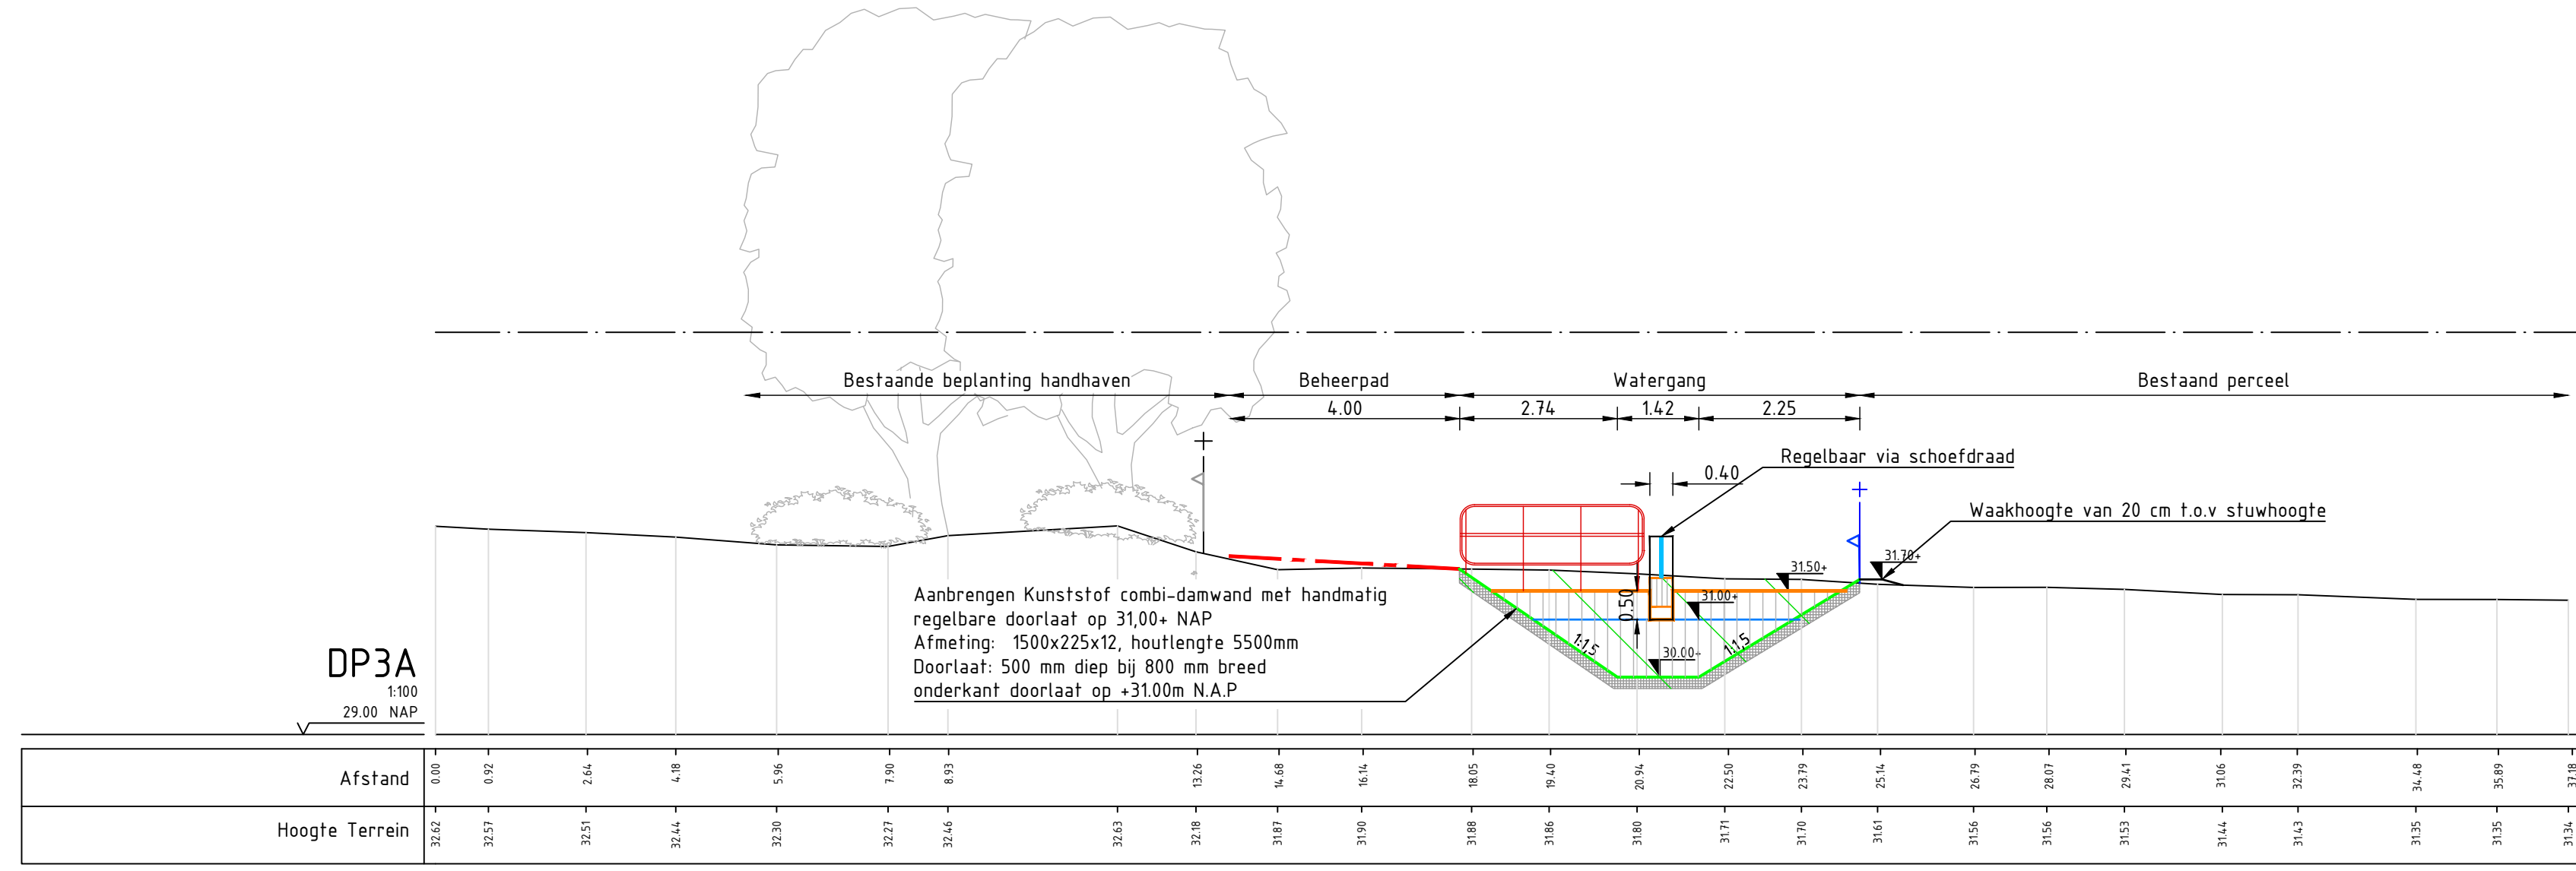 Bestaande beplanting handhaven
Beheerpad
Watergang
Bestaand perceel
4.00
2.74
1.42
2.25
Regelbaar via schoefdraad
0.40
Waakhoogte van 20 cm t.o.v stuwhoogte
31.70+
31.50+
0.50
31.00+
1:1,5
1:1,5
30.00+
Aanbrengen Kunststof combi-damwand met handmatig
regelbare doorlaat op 31,00+ NAP
Afmeting: 1500x225x12, houtlengte 5500mm
Doorlaat: 500 mm diep bij 800 mm breed
onderkant doorlaat op +31.00m N.A.P
DP3A
1:100
29.00 NAP
Afstand 0.00 0.92 2.64 4.18 5.96 7.90 8.93 13.26 14.68 16.14 18.05 19.40 20.94 22.50 23.79 25.14 26.79 28.07 29.41 31.06 32.39 34.48 35.89 37.18
Hoogte Terrein 32.62 32.57 32.51 32.44 32.30 32.27 32.46 32.63 32.18 31.87 31.90 31.88 31.86 31.80 31.71 31.70 31.61 31.56 31.56 31.53 31.44 31.43 31.35 31.35 31.34